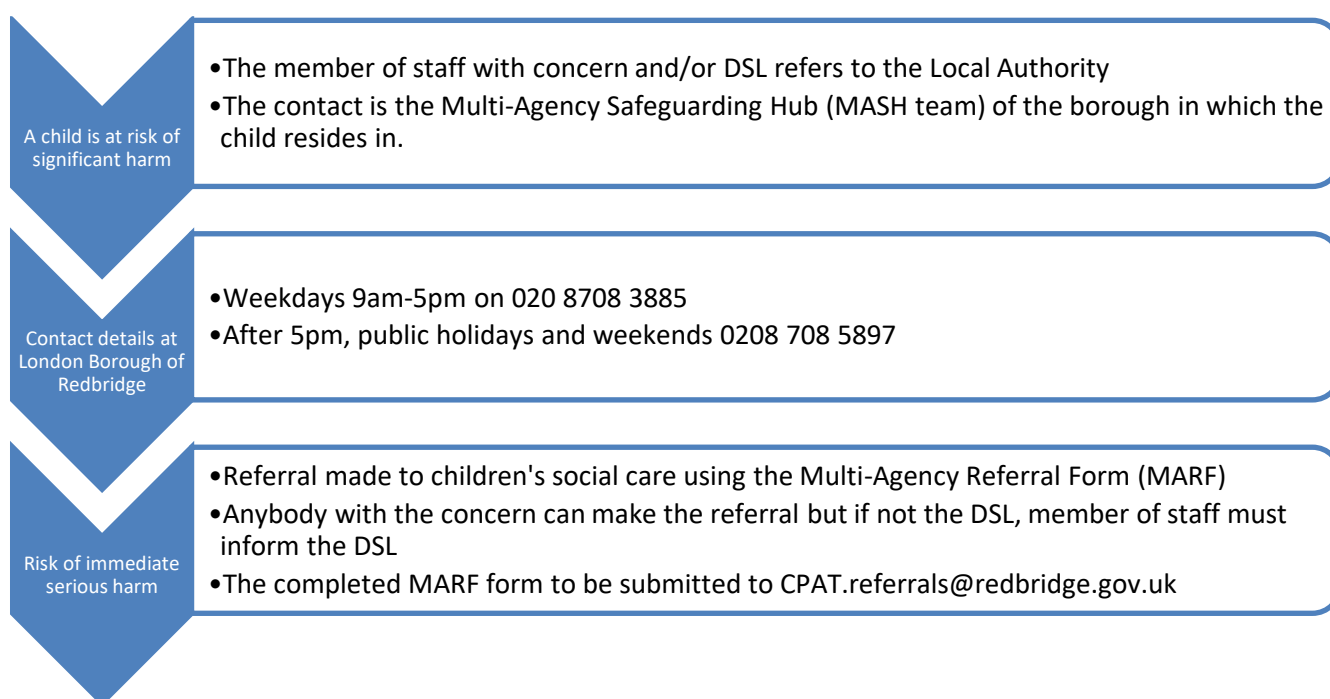 A child is at risk of
significant harm
•The member of staff with concern and/or DSL refers to the Local Authority
•The contact is the Multi-Agency Safeguarding Hub (MASH team) of the borough in which the
child resides in.
Contact details at
London Borough of
Redbridge
•Weekdays 9am-5pm on 020 8708 3885
•After 5pm, public holidays and weekends 0208 708 5897
Risk of immediate
serious harm
•Referral made to children's social care using the Multi-Agency Referral Form (MARF)
•Anybody with the concern can make the referral but if not the DSL, member of staff must
inform the DSL
•The completed MARF form to be submitted to CPAT.referrals@redbridge.gov.uk